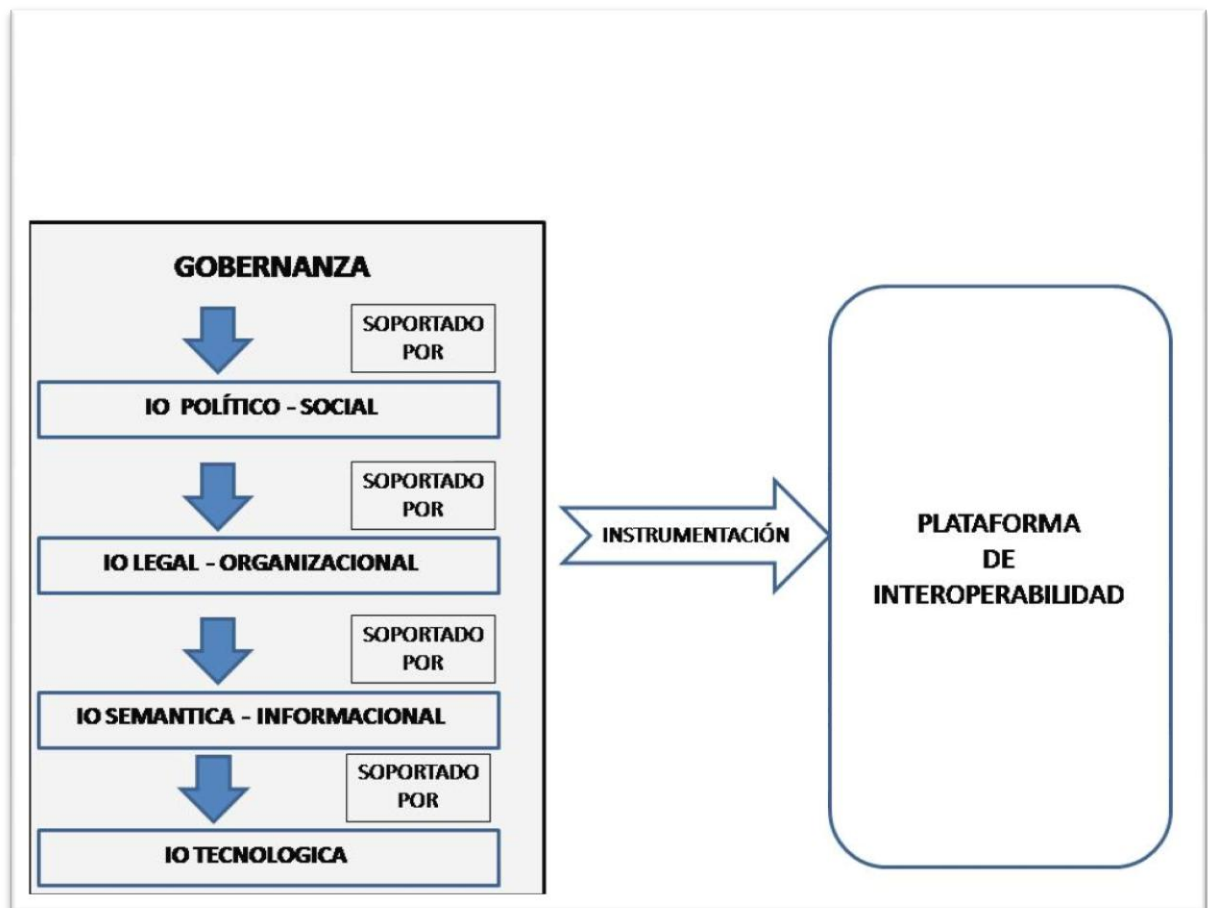 GOBERNANZA
SOPORTADO
POR
IO POLÍTICO - SOCIAL
SOPORTADO
POR
IO LEGAL - ORGANIZACIONAL
SOPORTADO
POR
IO SEMANTICA - INFORMACIONAL
SOPORTADO
POR
IO TECNOLOGICA
INSTRUMENTACIÓN
PLATAFORMA
DE
INTEROPERABILIDAD